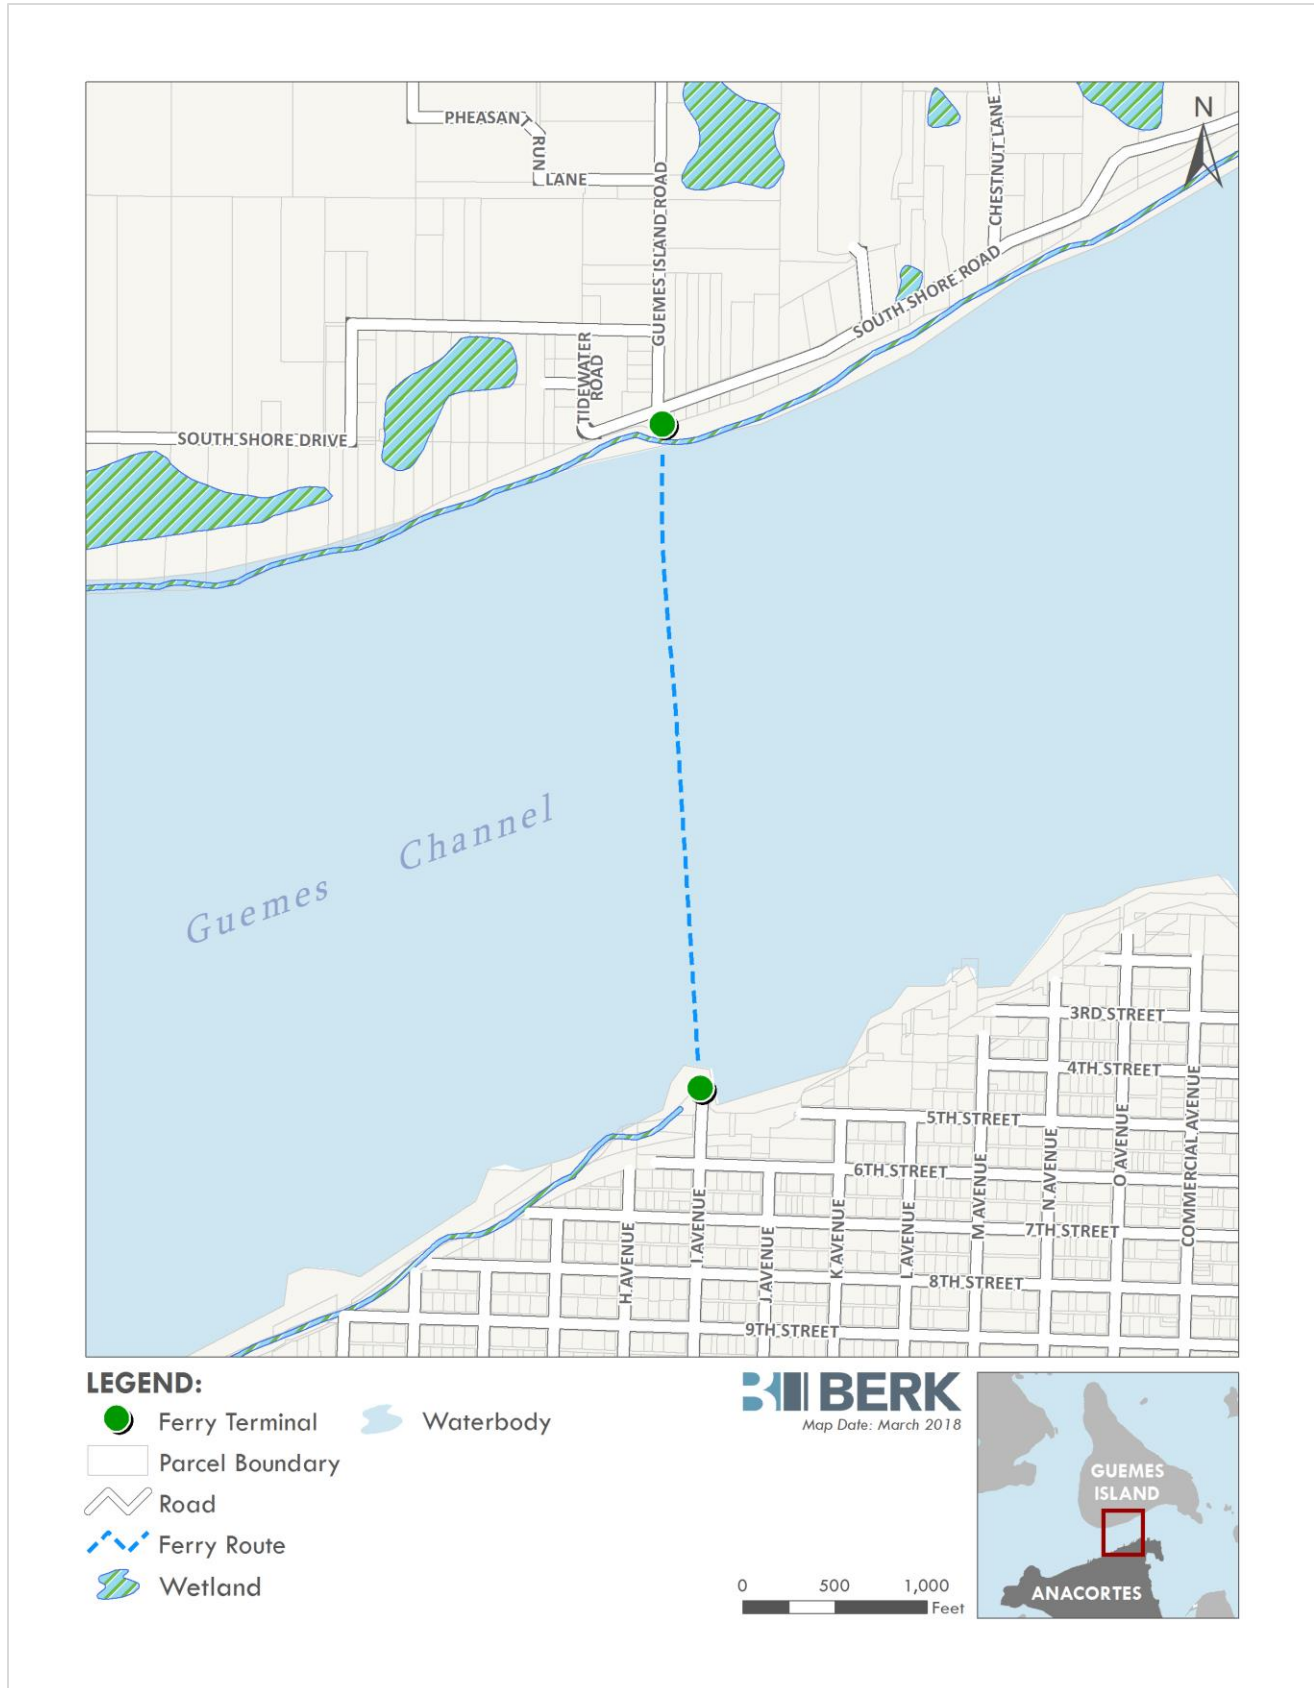 N
PHEASANT
RUN
LANE
GUEMES ISLAND ROAD
CHESTNUT LANE
SOUTH SHORE ROAD
TIDEWATER
ROAD
SOUTH SHORE DRIVE
Guemes Channel
3RD STREET
4TH STREET
5TH STREET
6TH STREET
7TH STREET
8TH STREET
9TH STREET
H AVENUE
I AVENUE
J AVENUE
K AVENUE
L AVENUE
M AVENUE
N AVENUE
O AVENUE
COMMERCIAL AVENUE
LEGEND:
Ferry Terminal
Waterbody
Parcel Boundary
Road
Ferry Route
Wetland
BERK
Map Date: March 2018
0 500 1,000
Feet
GUEMES
ISLAND
ANACORTES